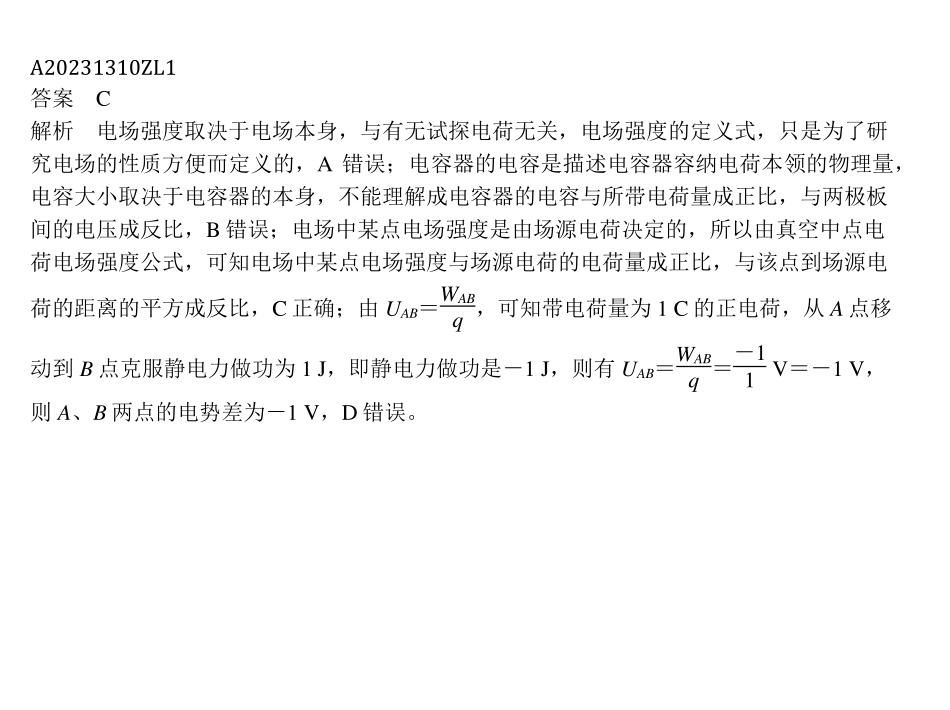 A20231310ZL1
答案　C
解析　电场强度取决于电场本身，与有无试探电荷无关，电场强度的定义式，只是为了研
究电场的性质方便而定义的，A 错误；电容器的电容是描述电容器容纳电荷本领的物理量，
电容大小取决于电容器的本身，不能理解成电容器的电容与所带电荷量成正比，与两极板
间的电压成反比，B 错误；电场中某点电场强度是由场源电荷决定的，所以由真空中点电
荷电场强度公式，可知电场中某点电场强度与场源电荷的电荷量成正比，与该点到场源电
荷的距离的平方成反比，C 正确；由 U_{AB}＝\frac{W_{AB}}{q}，可知带电荷量为 1 C 的正电荷，从 A 点移
动到 B 点克服静电力做功为 1 J，即静电力做功是－1 J，则有 U_{AB}＝\frac{W_{AB}}{q}＝\frac{－1}{1} V＝－1 V，
则 A、B 两点的电势差为－1 V，D 错误。